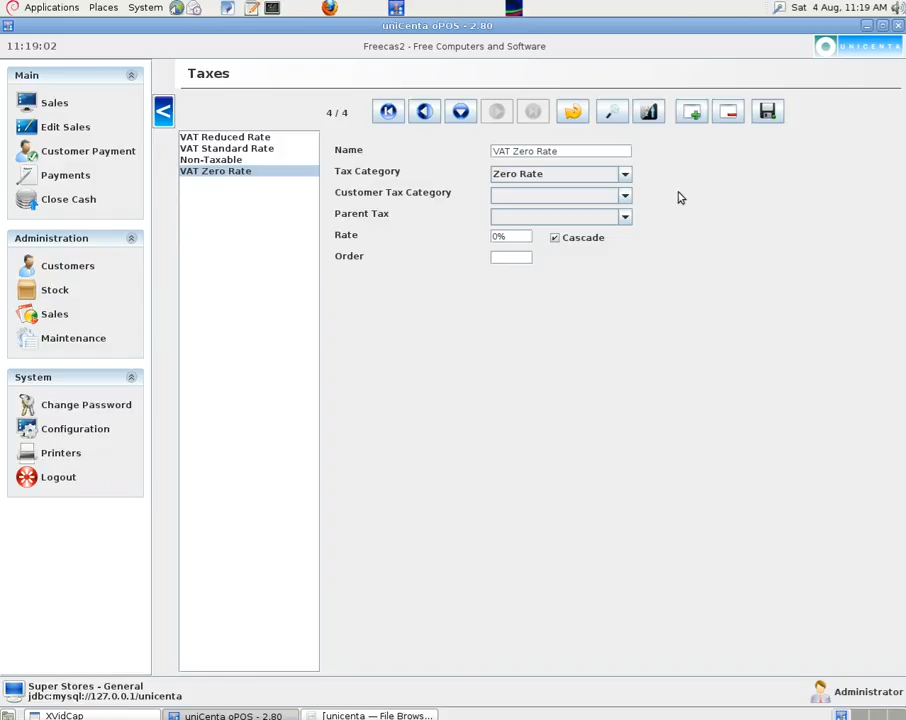 Applications Places System Sat 4 Aug, 11:19 AM
uniCenta oPOS - 2.80
11:19:02 Freecas2 - Free Computers and Software UNICENTA
Main
Sales
Edit Sales
Customer Payment
Payments
Close Cash
Administration
Customers
Stock
Sales
Maintenance
System
Change Password
Configuration
Printers
Logout
Taxes
4 / 4
VAT Reduced Rate
VAT Standard Rate
Non-Taxable
VAT Zero Rate
Name VAT Zero Rate
Tax Category Zero Rate
Customer Tax Category
Parent Tax
Rate 0% Cascade
Order
Super Stores - General
jdbc:mysql://127.0.0.1/unicenta
Administrator
XVidCap uniCenta oPOS - 2.80 [unicenta — File Brows...